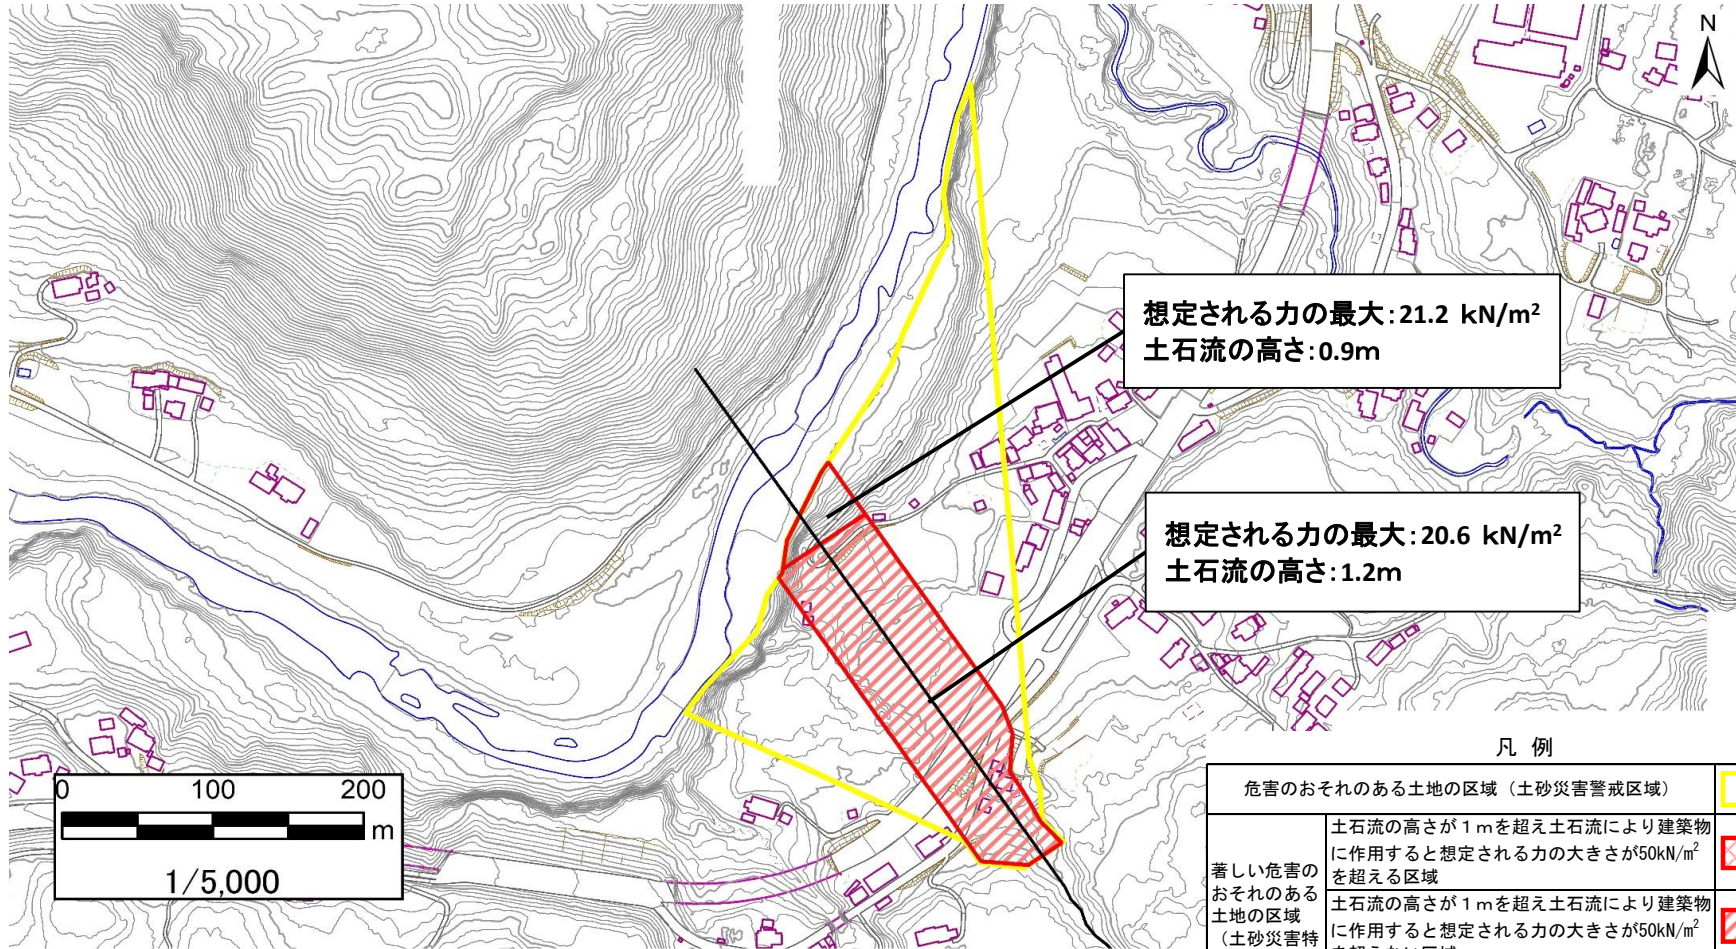 N
想定される力の最大:21.2 kN/m²
土石流の高さ:0.9m
想定される力の最大:20.6 kN/m²
土石流の高さ:1.2m
0 100 200
m
1/5,000
凡 例
危害のおそれのある土地の区域（土砂災害警戒区域）
著しい危害の
おそれのある
土地の区域
（土砂災害特
土石流の高さが１ｍを超え土石流により建築物
に作用すると想定される力の大きさが50kN/㎡
を超える区域
土石流の高さが１ｍを超え土石流により建築物
に作用すると想定される力の大きさが50kN/㎡